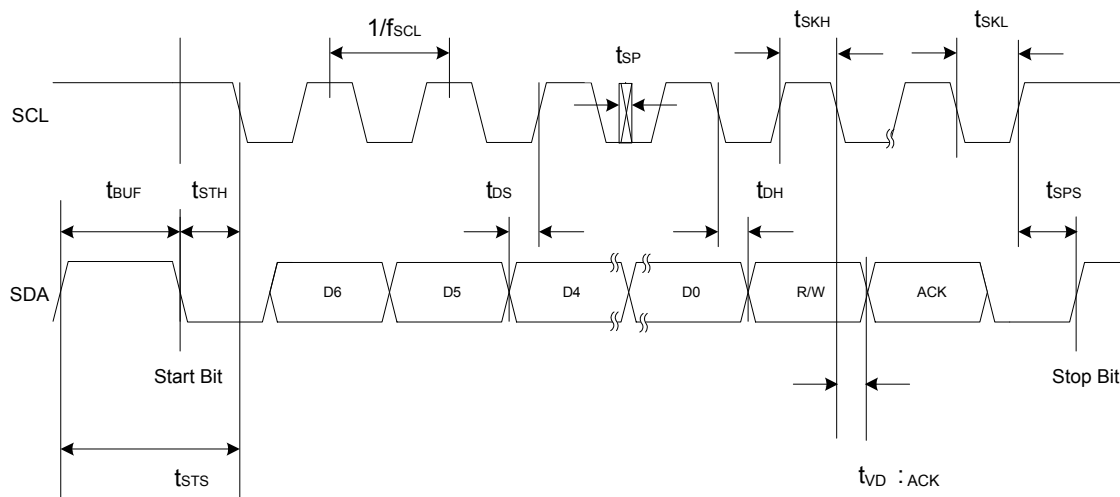 1/fSCL
tSKH
tSKL
tSP
SCL
tBUF
tSTH
tDS
tDH
tSPS
SDA
D6
D5
D4
D0
R/W
ACK
Start Bit
Stop Bit
tSTS
tVD : ACK